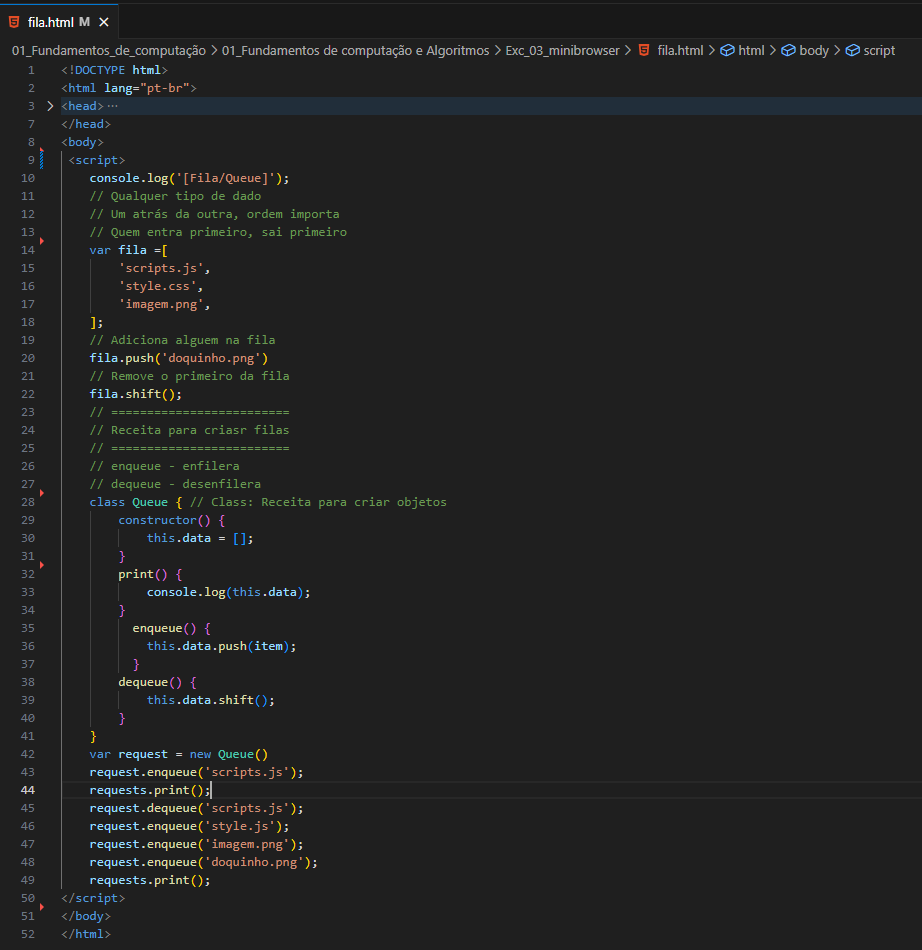 fila.html M
01_Fundamentos_de_computação > 01_Fundamentos de computação e Algoritmos > Exc_03_minibrowser > fila.html > html > body > script
1 <!DOCTYPE html>
2 <html lang="pt-br">
3 <head> ...
7 </head>
8 <body>
9 <script>
10 console.log('[Fila/Queue]');
11 // Qualquer tipo de dado
12 // Um atrás da outra, ordem importa
13 // Quem entra primeiro, sai primeiro
14 var fila =[
15 'scripts.js',
16 'style.css',
17 'imagem.png',
18 ];
19 // Adiciona alguem na fila
20 fila.push('doquinho.png')
21 // Remove o primeiro da fila
22 fila.shift();
23 // =========================
24 // Receita para criasr filas
25 // =========================
26 // enqueue - enfilera
27 // dequeue - desenfilera
28 class Queue { // Class: Receita para criar objetos
29 constructor() {
30 this.data = [];
31 }
32 print() {
33 console.log(this.data);
34 }
35 enqueue() {
36 this.data.push(item);
37 }
38 dequeue() {
39 this.data.shift();
40 }
41 }
42 var request = new Queue()
43 request.enqueue('scripts.js');
44 requests.print();
45 request.dequeue('scripts.js');
46 request.enqueue('style.js');
47 request.enqueue('imagem.png');
48 request.enqueue('doquinho.png');
49 requests.print();
50 </script>
51 </body>
52 </html>